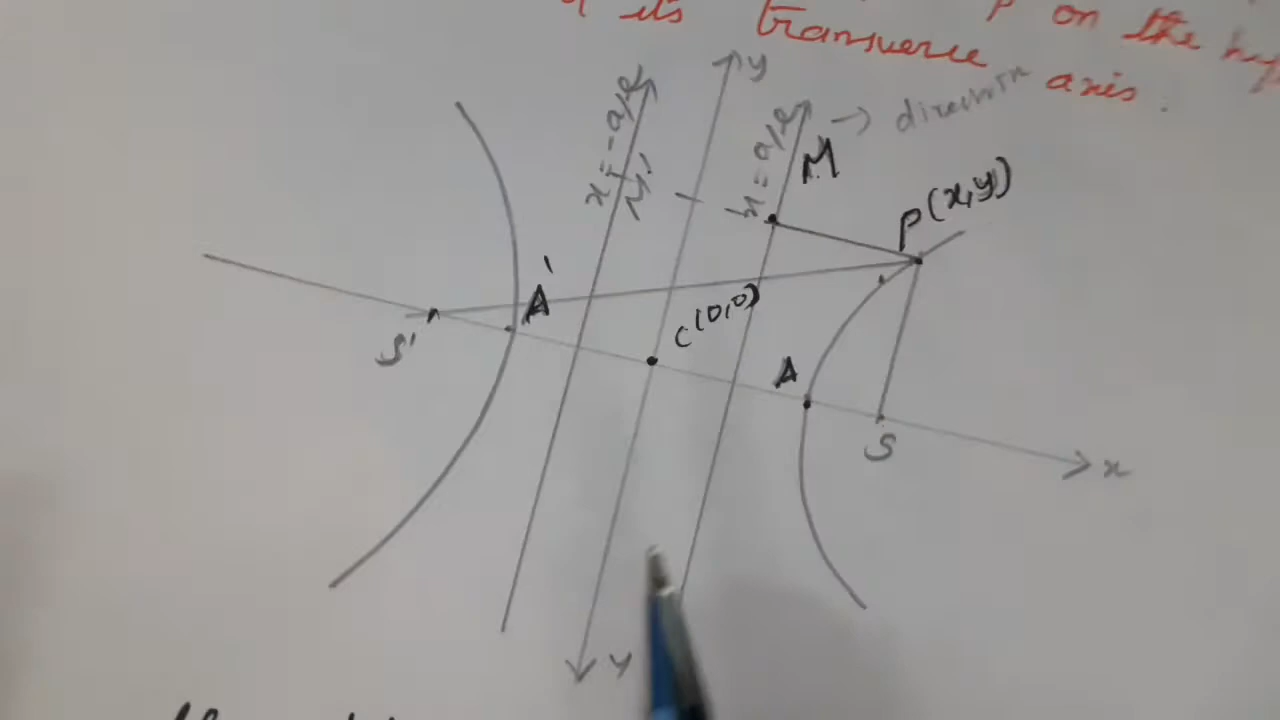 its transverse
P on the
axis.
y
x = -a/e
M'
x = a/e
→ directrix
M
P(x,y)
A'
C(0,0)
S'
A
S
x
y